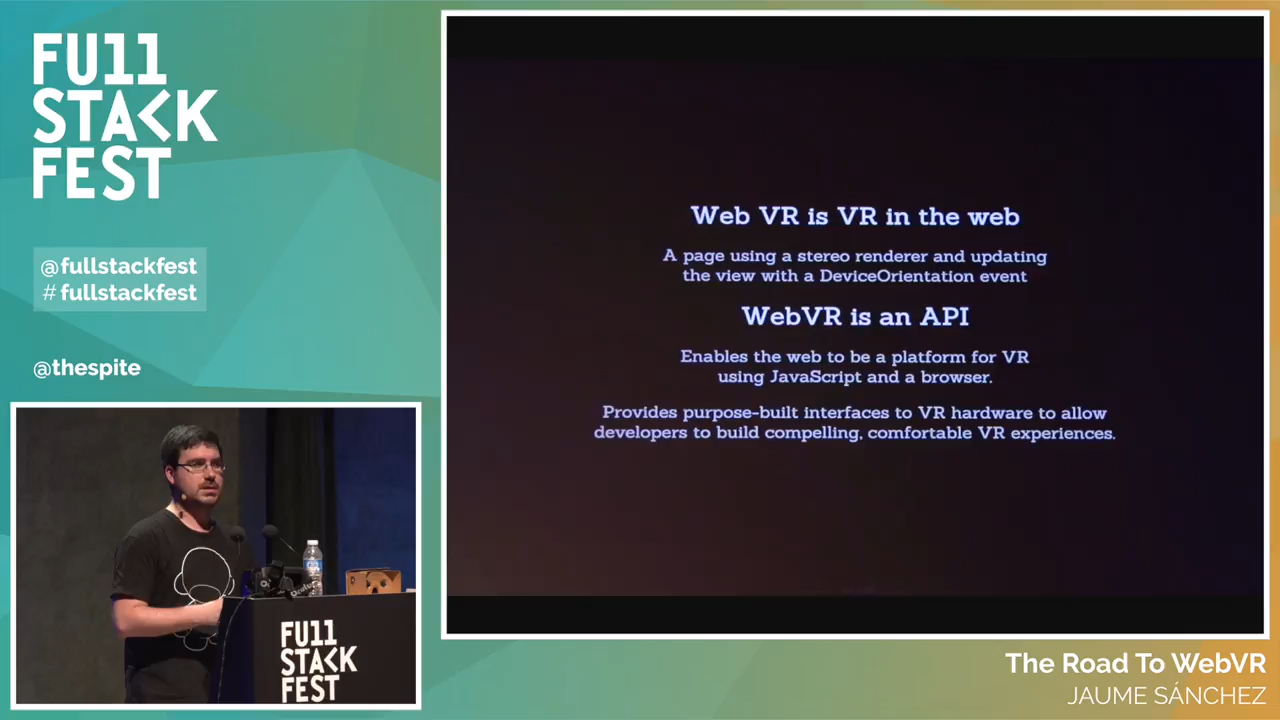 FU11
STACK
FEST
@fullstackfest
# fullstackfest
@thespite
Web VR is VR in the web
A page using a stereo renderer and updating
the view with a DeviceOrientation event
WebVR is an API
Enables the web to be a platform for VR
using JavaScript and a browser.
Provides purpose-built interfaces to VR hardware to allow
developers to build compelling, comfortable VR experiences.
FU11
STACK
FEST
The Road To WebVR
JAUME SÁNCHEZ